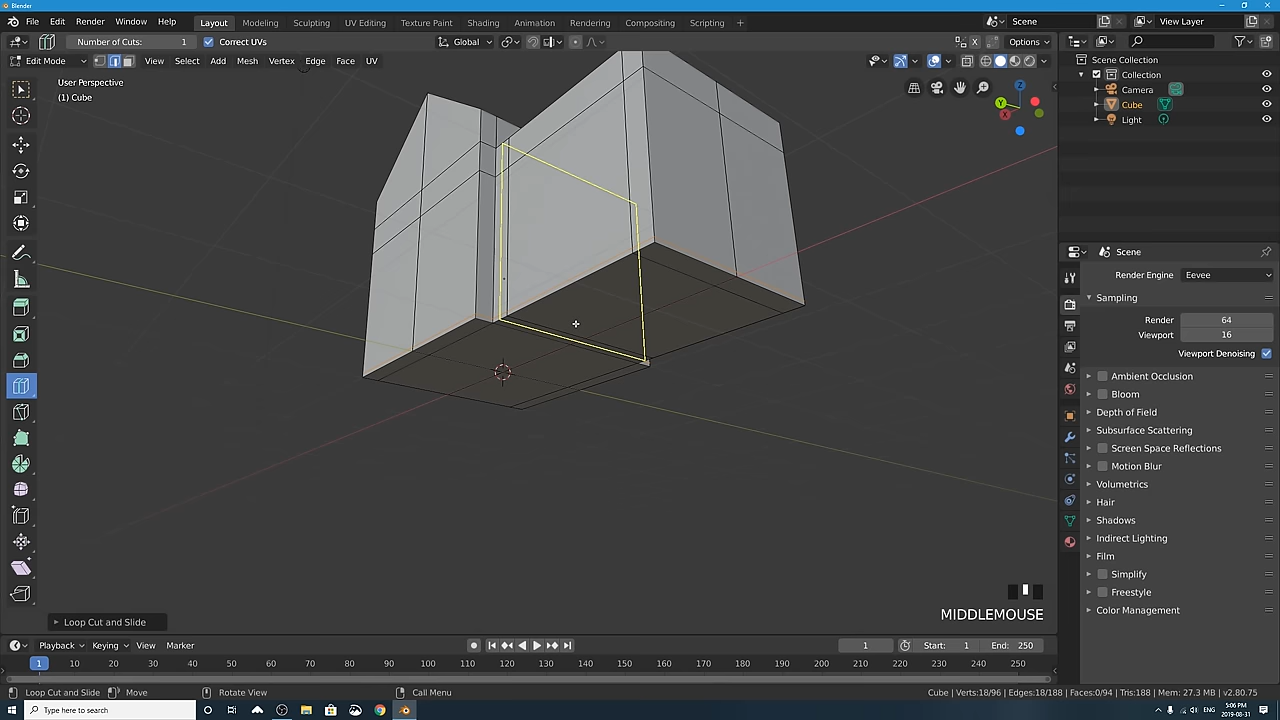 Blender
File Edit Render Window Help Layout Modeling Sculpting UV Editing Texture Paint Shading Animation Rendering Compositing Scripting + Scene View Layer
Number of Cuts: 1 Correct UVs Global Options
Edit Mode View Select Add Mesh Vertex Edge Face UV
User Perspective
(1) Cube
Z
Y
X
Scene Collection
Collection
Camera
Cube
Light
Scene
Render Engine Eevee
Sampling
Render 64
Viewport 16
Viewport Denoising
Ambient Occlusion
Bloom
Depth of Field
Subsurface Scattering
Screen Space Reflections
Motion Blur
Volumetrics
Hair
Shadows
Indirect Lighting
Film
Simplify
Freestyle
Color Management
MIDDLEMOUSE
Loop Cut and Slide
Playback Keying View Marker 1 Start: 1 End: 250
1 10 20 30 40 50 60 70 80 90 100 110 120 130 140 150 160 170 180 190 200 210 220 230 240 250
Loop Cut and Slide Move Rotate View Call Menu Cube | Verts:18/96 | Edges:18/188 | Faces:0/94 | Tris:188 | Mem: 27.3 MB | v2.80.75
Type here to search ENG 5:06 PM
2019-08-31